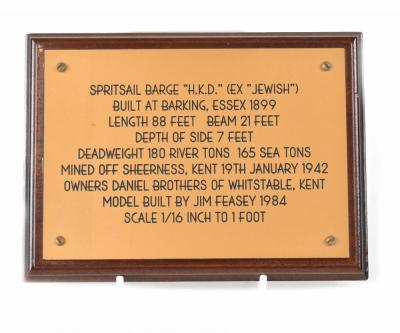 SPRITSAIL BARGE "H.K.D." (EX "JEWISH")
BUILT AT BARKING, ESSEX 1899
LENGTH 88 FEET BEAM 21 FEET
DEPTH OF SIDE 7 FEET
DEADWEIGHT 180 RIVER TONS 165 SEA TONS
MINED OFF SHEERNESS, KENT 19TH JANUARY 1942
OWNERS DANIEL BROTHERS OF WHITSTABLE, KENT
MODEL BUILT BY JIM FEASEY 1984
SCALE 1/16 INCH TO 1 FOOT